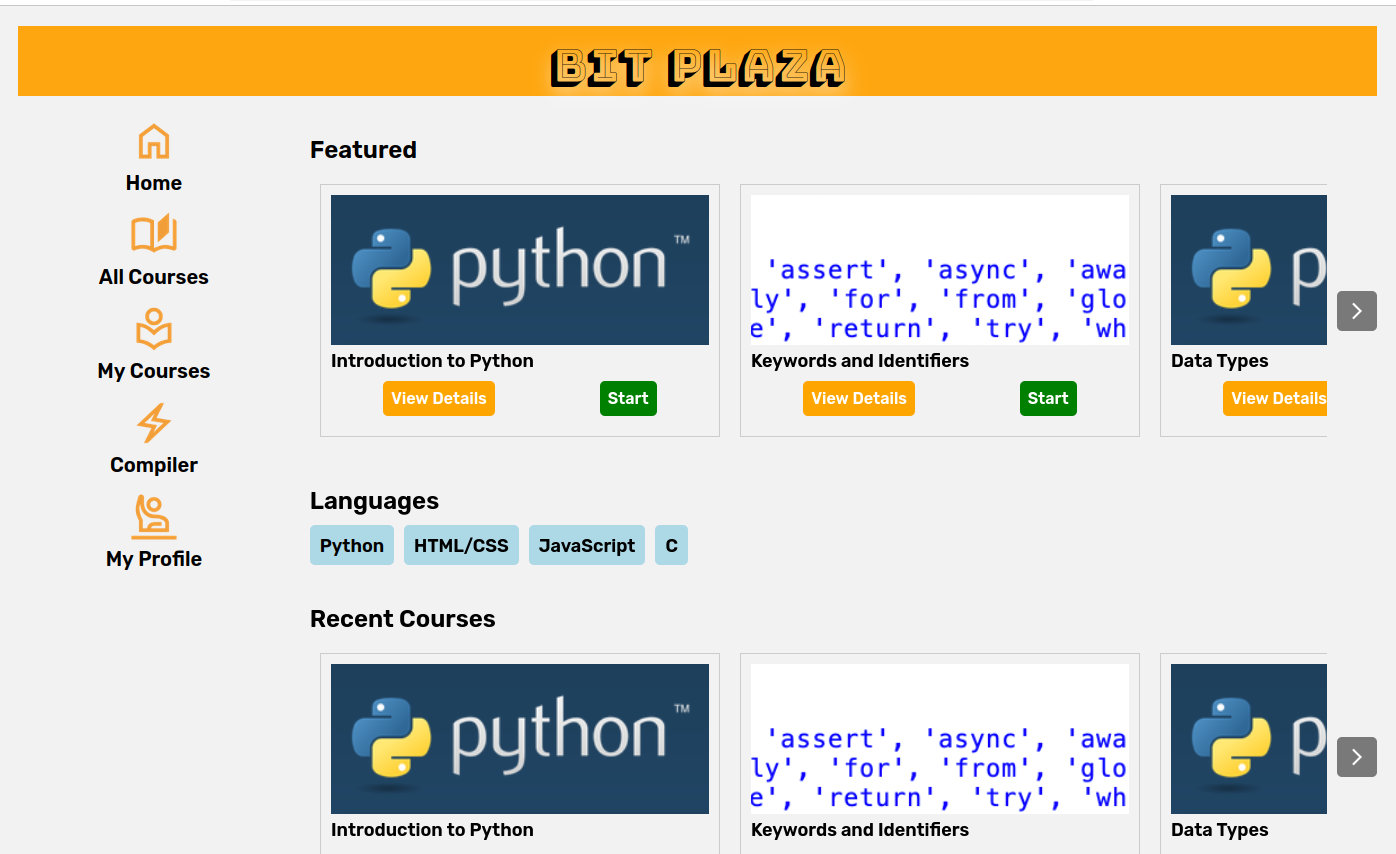 BIT PLAZA
Home
All Courses
My Courses
Compiler
My Profile
Featured
python™
Introduction to Python
View Details
Start
'assert', 'async', 'awa
ly', 'for', 'from', 'glo
e', 'return', 'try', 'wh
Keywords and Identifiers
View Details
Start
p
Data Types
View Details
Languages
Python
HTML/CSS
JavaScript
C
Recent Courses
python™
Introduction to Python
'assert', 'async', 'awa
ly', 'for', 'from', 'glo
e', 'return', 'try', 'wh
Keywords and Identifiers
p
Data Types